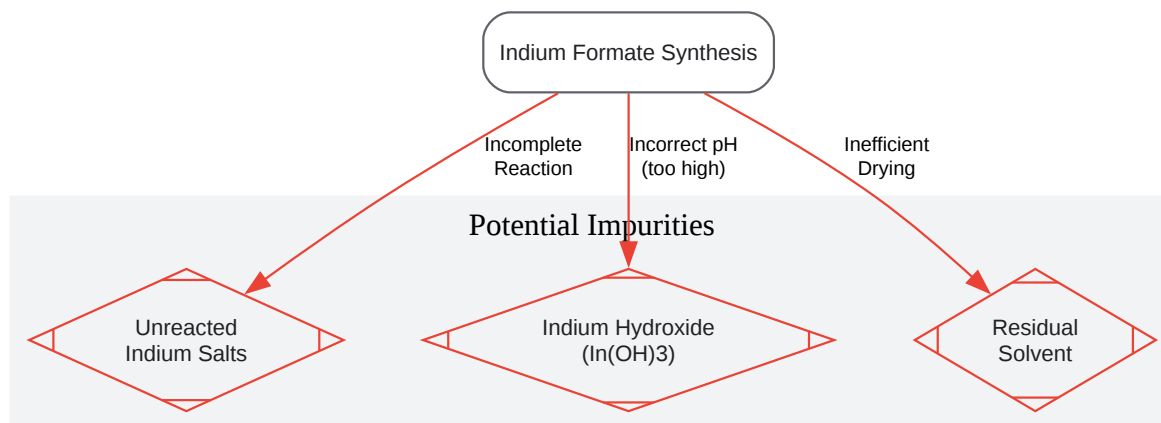 Indium Formate Synthesis
Incomplete
Reaction
Incorrect pH
(too high)
Inefficient
Drying
Potential Impurities
Unreacted
Indium Salts
Indium Hydroxide
(In(OH)3)
Residual
Solvent